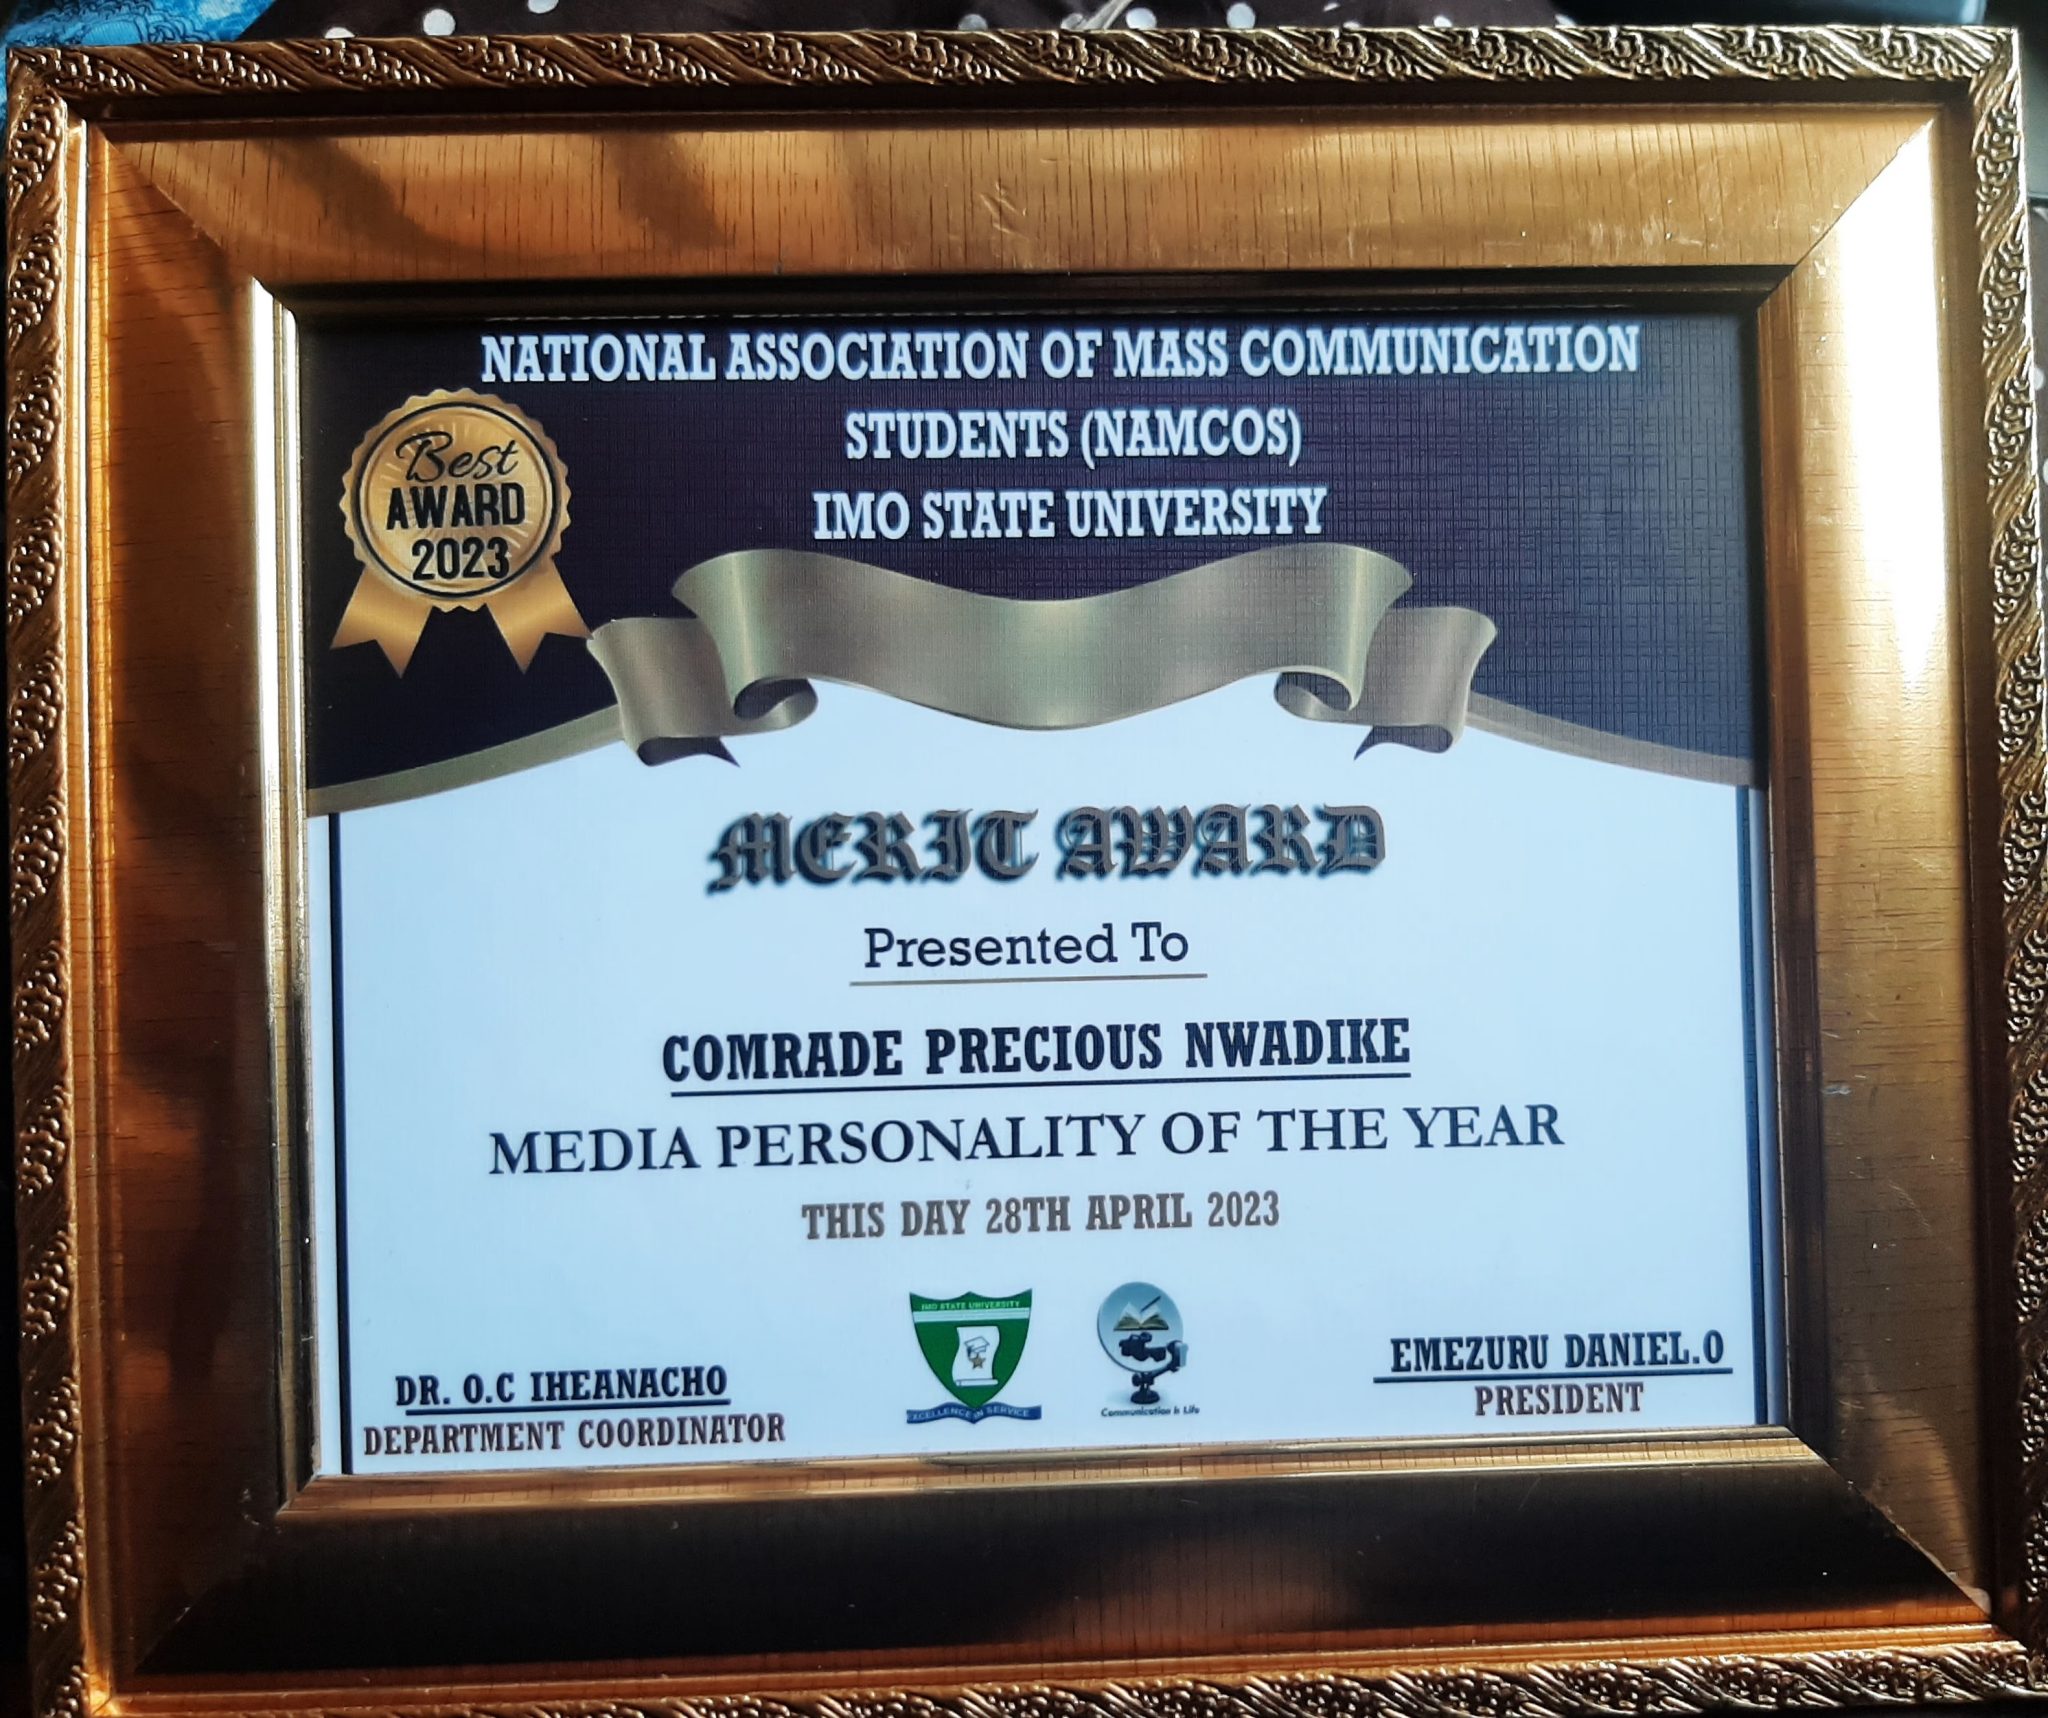 NATIONAL ASSOCIATION OF MASS COMMUNICATION
STUDENTS (NAMCOS)
IMO STATE UNIVERSITY
Best
AWARD
2023
MERIT AWARD
Presented To
COMRADE PRECIOUS NWADIKE
MEDIA PERSONALITY OF THE YEAR
THIS DAY 28TH APRIL 2023
IMO STATE UNIVERSITY
EXCELLENCE IN SERVICE
Communication is Life
DR. O.C IHEANACHO
DEPARTMENT COORDINATOR
EMEZURU DANIEL.O
PRESIDENT